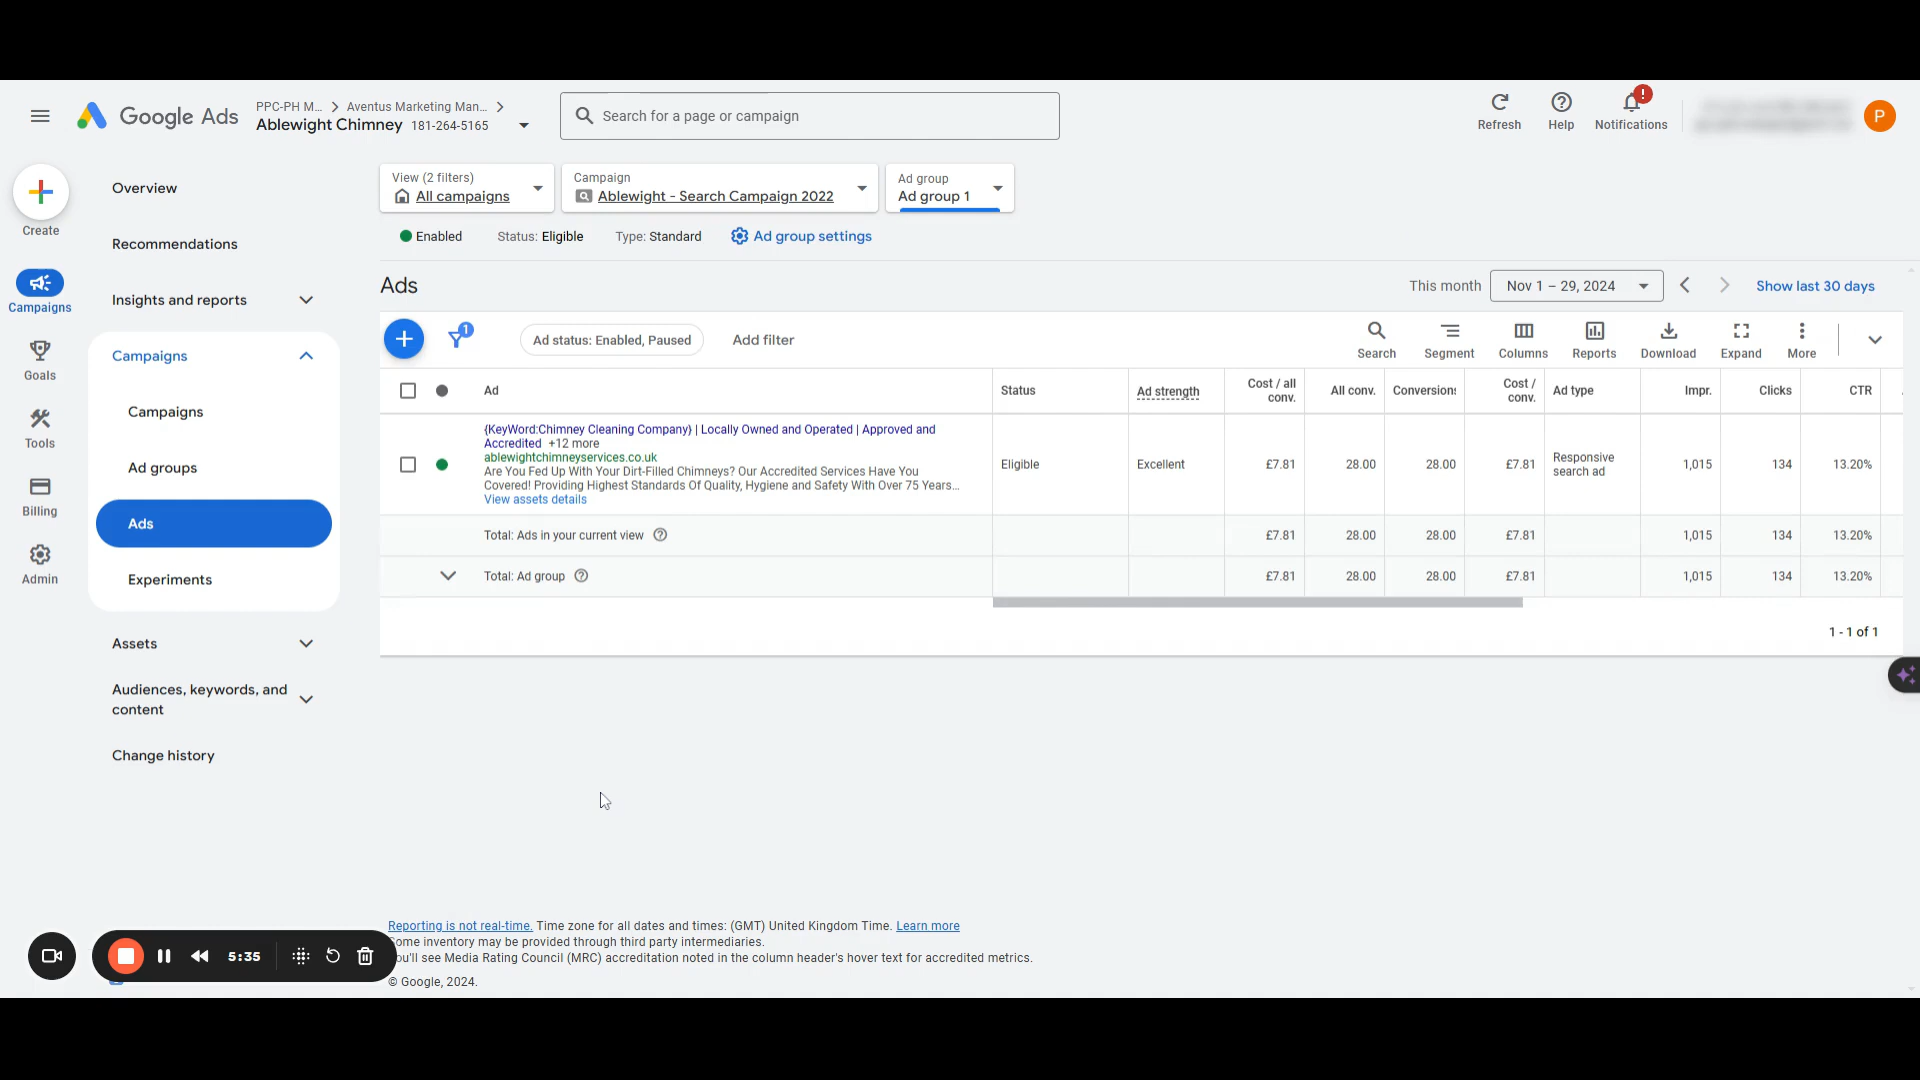 Google Ads
PPC-PH M... > Aventus Marketing Man... >
Ablewight Chimney 181-264-5165
Search for a page or campaign
Refresh
Help
Notifications
!
P
Create
Campaigns
Goals
Tools
Billing
Admin
Overview
Recommendations
Insights and reports
Campaigns
Campaigns
Ad groups
Ads
Experiments
Assets
Audiences, keywords, and
content
Change history
View (2 filters)
All campaigns
Campaign
Ablewight - Search Campaign 2022
Ad group
Ad group 1
Enabled
Status: Eligible
Type: Standard
Ad group settings
Ads
This month
Nov 1 – 29, 2024
Show last 30 days
1
Ad status: Enabled, Paused
Add filter
Search
Segment
Columns
Reports
Download
Expand
More
Ad
Status
Ad strength
Cost / all
conv.
All conv.
Conversions
Cost /
conv.
Ad type
Impr.
Clicks
CTR
{KeyWord:Chimney Cleaning Company} | Locally Owned and Operated | Approved and
Accredited +12 more
ablewightchimneyservices.co.uk
Are You Fed Up With Your Dirt-Filled Chimneys? Our Accredited Services Have You
Covered! Providing Highest Standards Of Quality, Hygiene and Safety With Over 75 Years...
View assets details
Eligible
Excellent
£7.81
28.00
28.00
£7.81
Responsive
search ad
1,015
134
13.20%
Total: Ads in your current view
£7.81
28.00
28.00
£7.81
1,015
134
13.20%
Total: Ad group
£7.81
28.00
28.00
£7.81
1,015
134
13.20%
1 - 1 of 1
Reporting is not real-time. Time zone for all dates and times: (GMT) United Kingdom Time. Learn more
Some inventory may be provided through third party intermediaries.
You'll see Media Rating Council (MRC) accreditation noted in the column header's hover text for accredited metrics.
© Google, 2024.
5:35